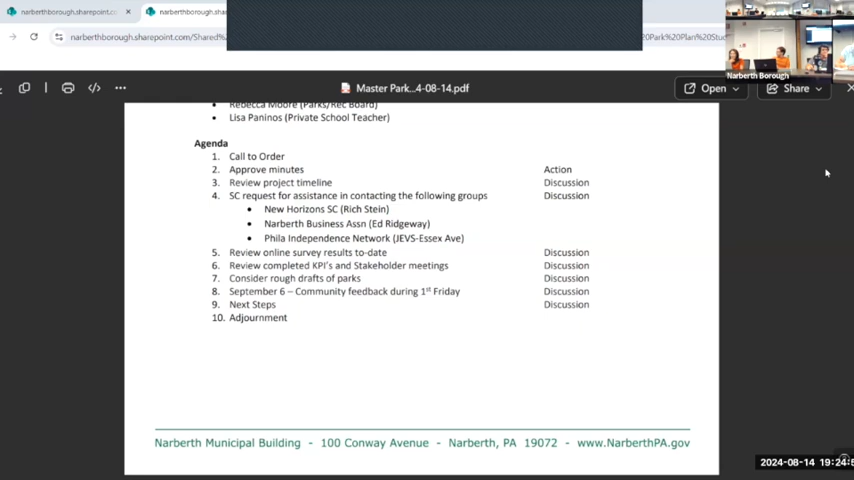 narberthborough.sharepoint.cc
narberthborough.sharep
narberthborough.sharepoint.com/Shared%
20Park%20Plan%20Stud
Narberth Borough
Master Park...4-08-14.pdf
Open
Share
Rebecca Moore (Parks/Rec Board)
Lisa Paninos (Private School Teacher)
Agenda
1. Call to Order
2. Approve minutes Action
3. Review project timeline Discussion
4. SC request for assistance in contacting the following groups Discussion
• New Horizons SC (Rich Stein)
• Narberth Business Assn (Ed Ridgeway)
• Phila Independence Network (JEVS-Essex Ave)
5. Review online survey results to-date Discussion
6. Review completed KPI's and Stakeholder meetings Discussion
7. Consider rough drafts of parks Discussion
8. September 6 – Community feedback during 1st Friday Discussion
9. Next Steps Discussion
10. Adjournment
Narberth Municipal Building - 100 Conway Avenue - Narberth, PA 19072 - www.NarberthPA.gov
2024-08-14 19:24:5